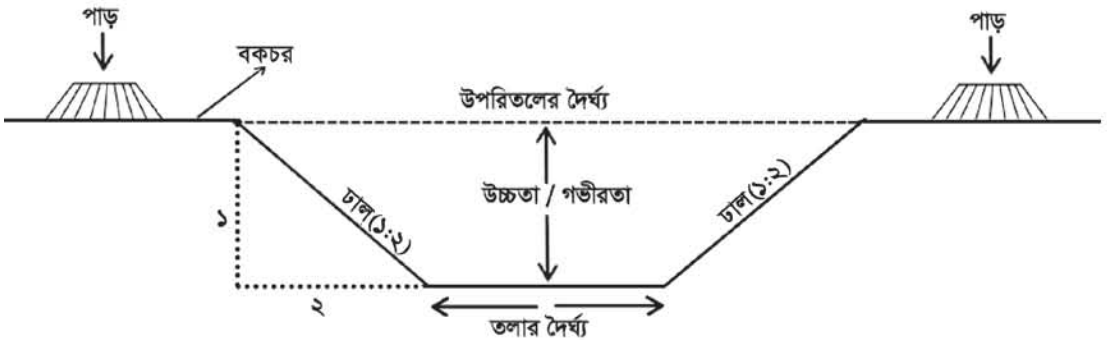 পাড়
পাড়
বকচর
উপরিতলের দৈর্ঘ্য
ঢাল(১:২)
উচ্চতা / গভীরতা
ঢাল(১:২)
১
২
তলার দৈর্ঘ্য